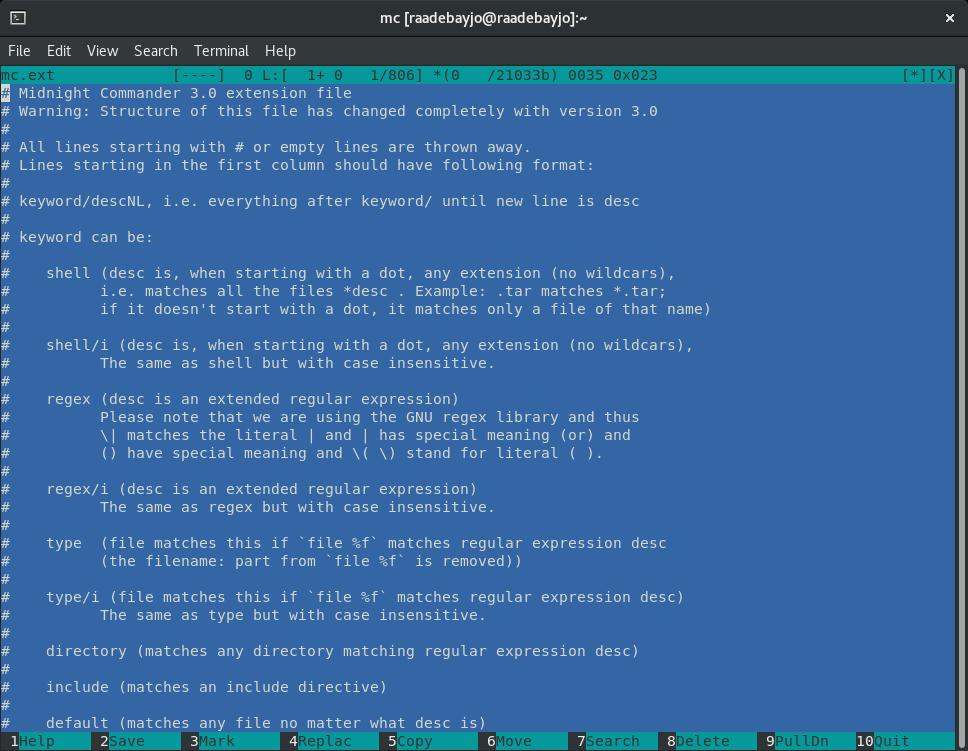 mc [raadebayjo@raadebayjo]:~
File Edit View Search Terminal Help
mc.ext [----] 0 L:[ 1+ 0 1/806] *(0 /21033b) 0035 0x023 [*][X]
# Midnight Commander 3.0 extension file
# Warning: Structure of this file has changed completely with version 3.0
#
# All lines starting with # or empty lines are thrown away.
# Lines starting in the first column should have following format:
#
# keyword/descNL, i.e. everything after keyword/ until new line is desc
#
# keyword can be:
#
#    shell (desc is, when starting with a dot, any extension (no wildcars),
#          i.e. matches all the files *desc . Example: .tar matches *.tar;
#          if it doesn't start with a dot, it matches only a file of that name)
#
#    shell/i (desc is, when starting with a dot, any extension (no wildcars),
#          The same as shell but with case insensitive.
#
#    regex (desc is an extended regular expression)
#          Please note that we are using the GNU regex library and thus
#          \| matches the literal | and | has special meaning (or) and
#          () have special meaning and \( \) stand for literal ( ).
#
#    regex/i (desc is an extended regular expression)
#          The same as regex but with case insensitive.
#
#    type  (file matches this if `file %f` matches regular expression desc
#          (the filename: part from `file %f` is removed))
#
#    type/i (file matches this if `file %f` matches regular expression desc)
#          The same as type but with case insensitive.
#
#    directory (matches any directory matching regular expression desc)
#
#    include (matches an include directive)
#
#    default (matches any file no matter what desc is)
1Help 2Save 3Mark 4Replac 5Copy 6Move 7Search 8Delete 9PullDn 10Quit